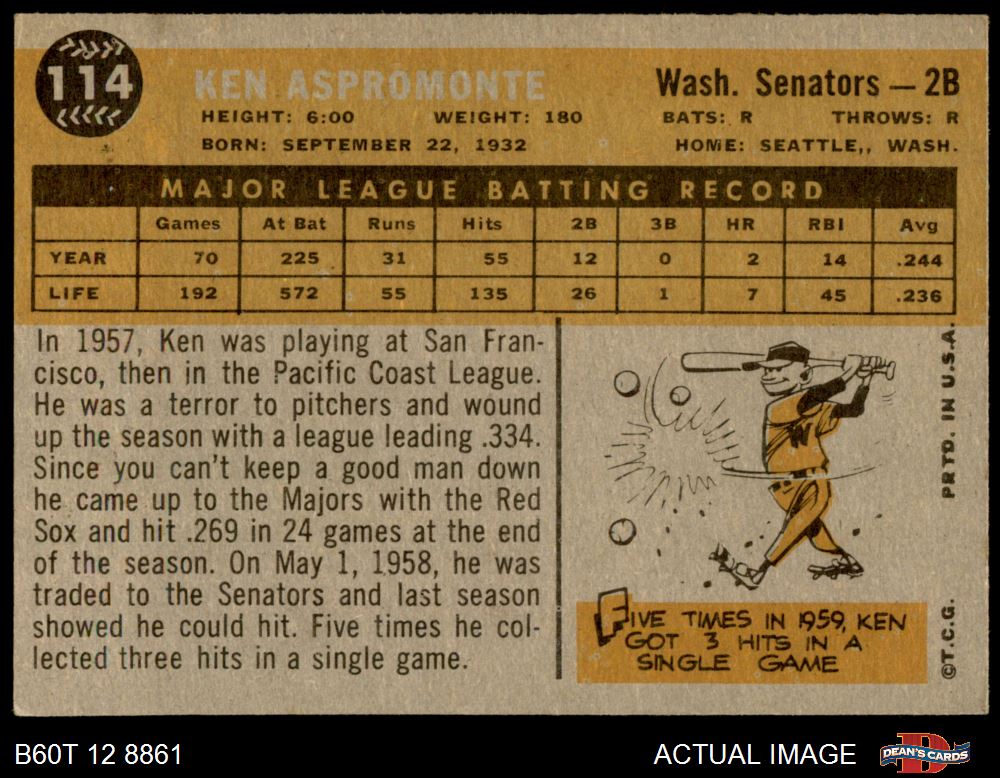 114
KEN ASPROMONTE
Wash. Senators — 2B
HEIGHT: 6:00 WEIGHT: 180 BATS: R THROWS: R
BORN: SEPTEMBER 22, 1932 HOME: SEATTLE,, WASH.
MAJOR LEAGUE BATTING RECORD
Games At Bat Runs Hits 2B 3B HR RBI Avg
YEAR 70 225 31 55 12 0 2 14 .244
LIFE 192 572 55 135 26 1 7 45 .236
In 1957, Ken was playing at San Fran-
cisco, then in the Pacific Coast League.
He was a terror to pitchers and wound
up the season with a league leading .334.
Since you can't keep a good man down
he came up to the Majors with the Red
Sox and hit .269 in 24 games at the end
of the season. On May 1, 1958, he was
traded to the Senators and last season
showed he could hit. Five times he col-
lected three hits in a single game.
W
FIVE TIMES IN 1959, KEN
GOT 3 HITS IN A
SINGLE GAME
©T.C.G. PRTD. IN U.S.A.
B60T 12 8861
ACTUAL IMAGE
DEAN'S CARDS